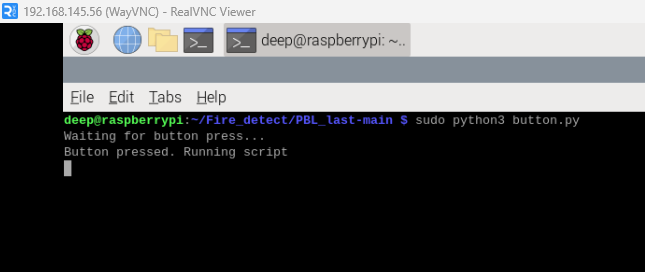 192.168.145.56 (WayVNC) - RealVNC Viewer
deep@raspberrypi: ~..
File Edit Tabs Help
deep@raspberrypi:~/Fire_detect/PBL_last-main $ sudo python3 button.py
Waiting for button press...
Button pressed. Running script